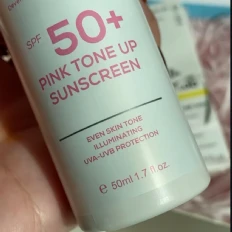 SPF 50+
PINK TONE UP
SUNSCREEN
EVEN SKIN TONE
ILLUMINATING
UVA-UVB PROTECTION
e 50ml 1.7 fl.oz.